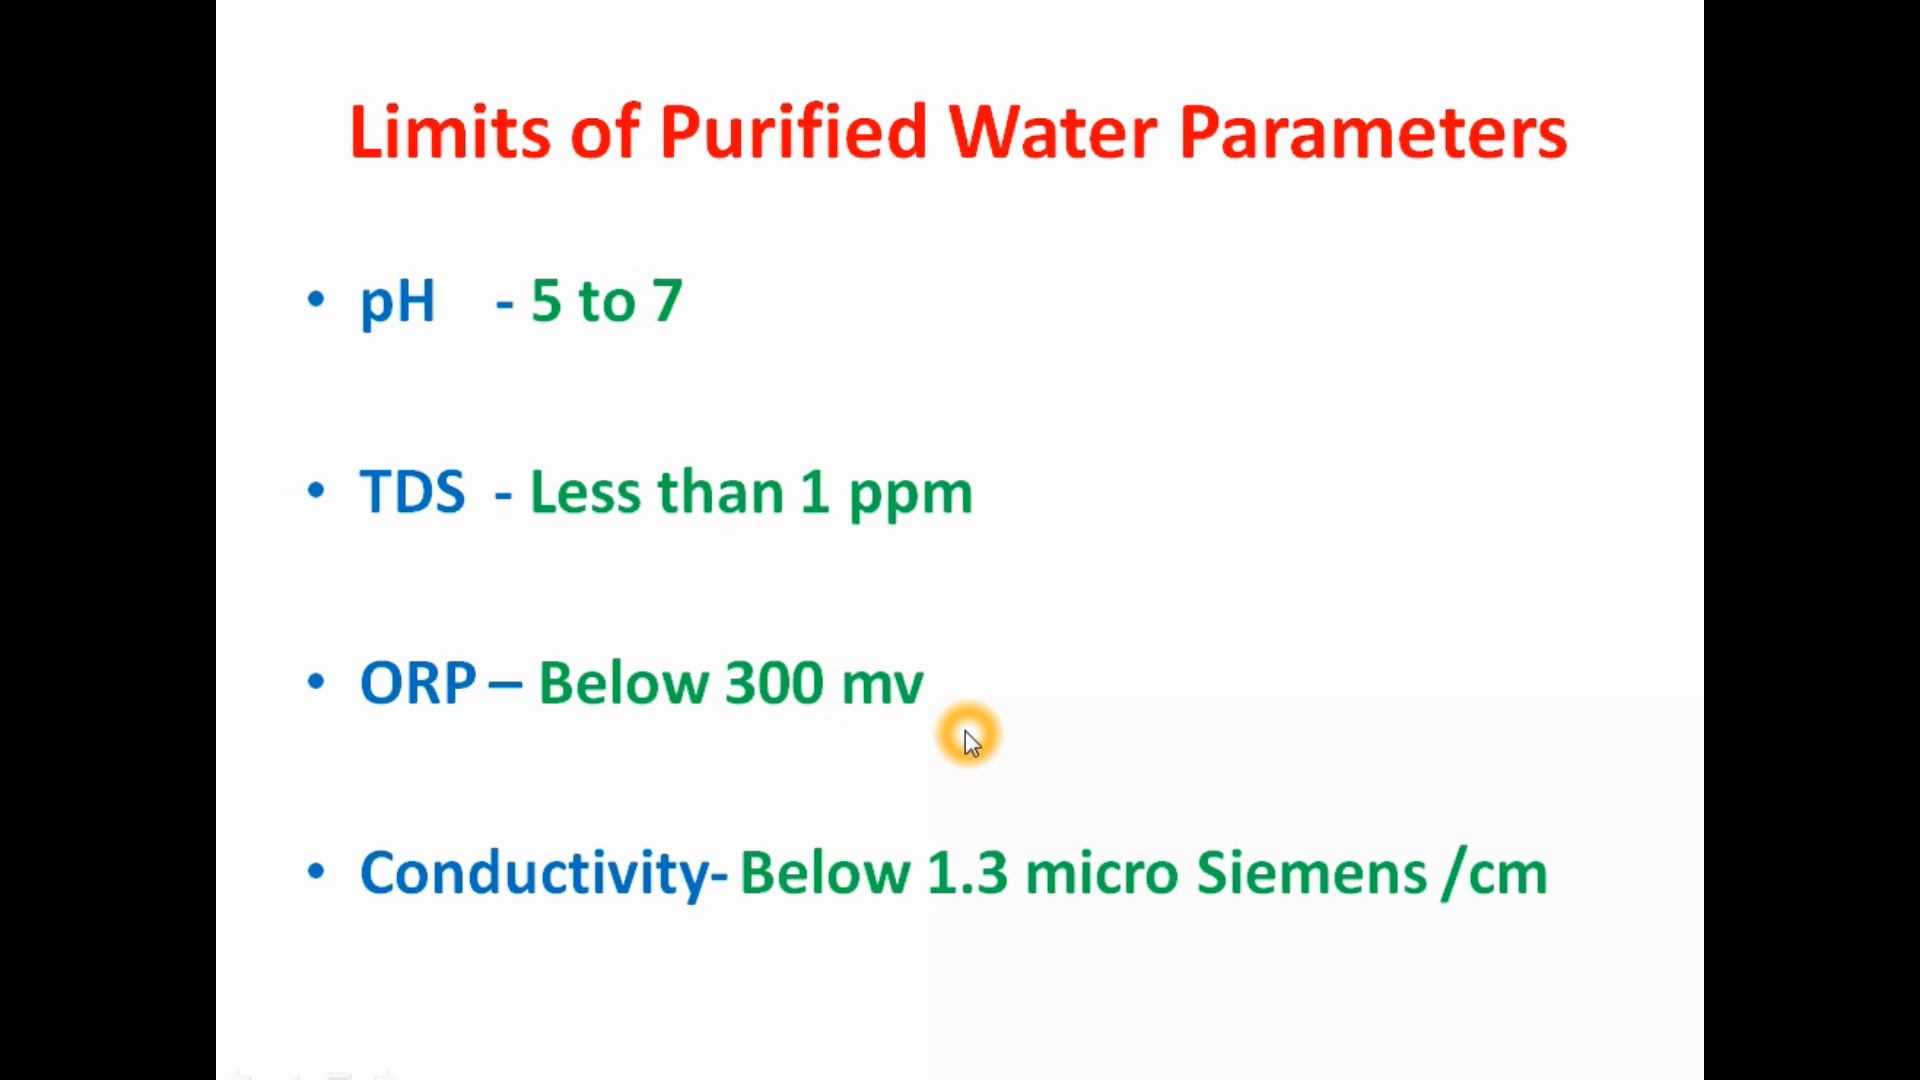 Limits of Purified Water Parameters
• pH - 5 to 7
• TDS - Less than 1 ppm
• ORP – Below 300 mv
• Conductivity- Below 1.3 micro Siemens /cm